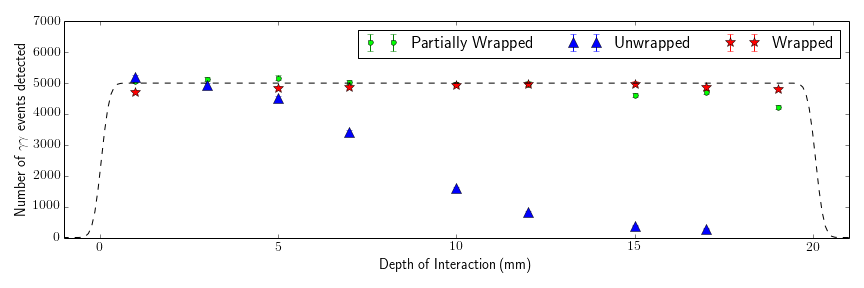 7000
6000
5000
4000
3000
2000
1000
0
Number of γγ events detected
Partially Wrapped
Unwrapped
Wrapped
0 5 10 15 20
Depth of Interaction (mm)